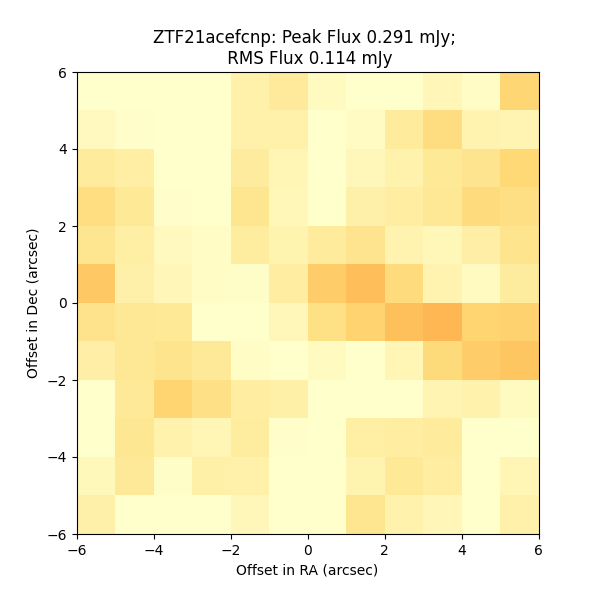 ZTF21acefcnp: Peak Flux 0.291 mJy;
RMS Flux 0.114 mJy
6
4
2
0
−2
−4
−6
Offset in Dec (arcsec)
−6 −4 −2 0 2 4 6
Offset in RA (arcsec)